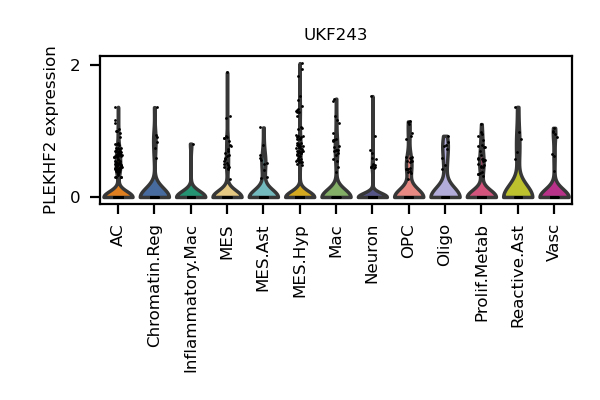 UKF243
PLEKHF2 expression
2
0
AC
Chromatin.Reg
Inflammatory.Mac
MES
MES.Ast
MES.Hyp
Mac
Neuron
OPC
Oligo
Prolif.Metab
Reactive.Ast
Vasc